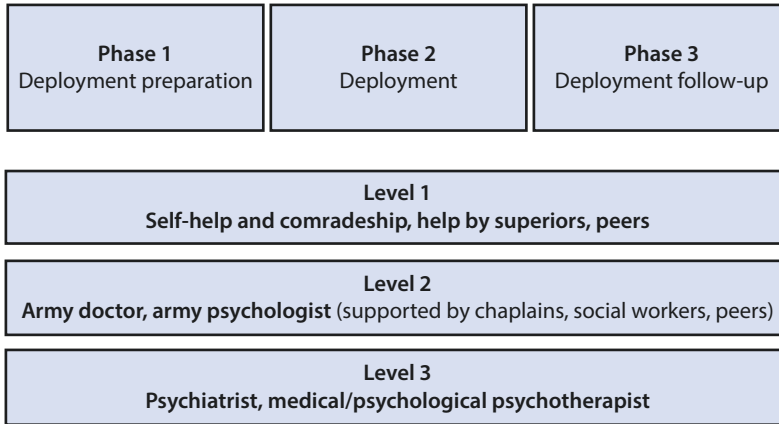 Phase 1
Deployment preparation
Phase 2
Deployment
Phase 3
Deployment follow-up
Level 1
Self-help and comradeship, help by superiors, peers
Level 2
Army doctor, army psychologist (supported by chaplains, social workers, peers)
Level 3
Psychiatrist, medical/psychological psychotherapist